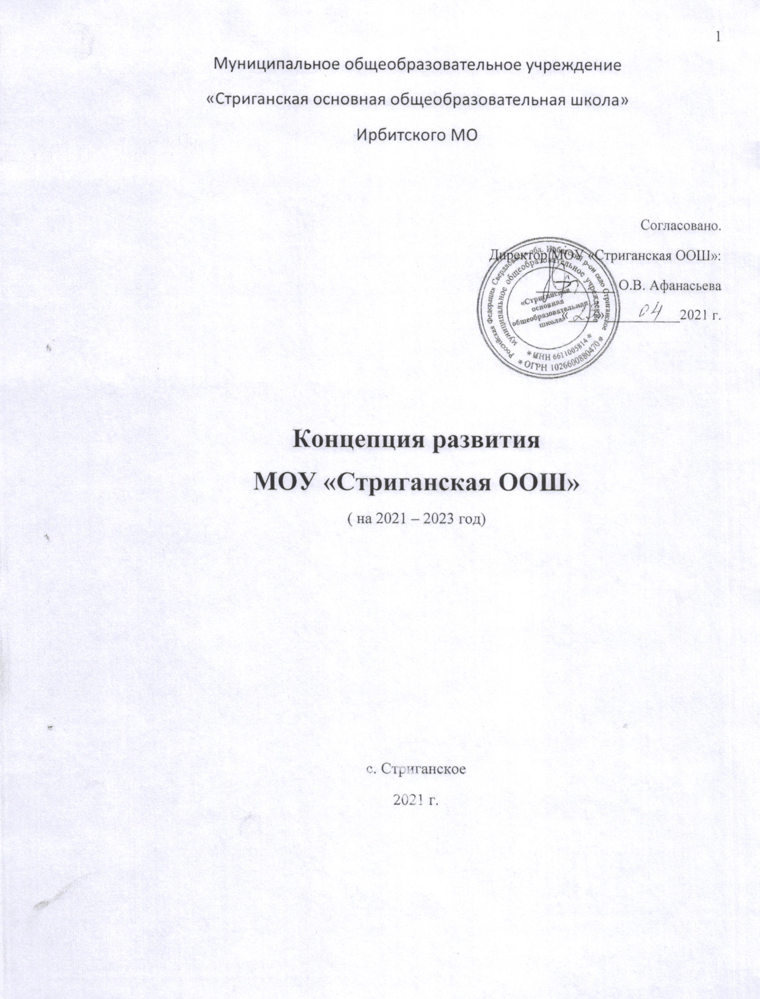 1
Муниципальное общеобразовательное учреждение
«Стриганская основная общеобразовательная школа»
Ирбитского МО
Согласовано.
Директор МОУ «Стриганская ООШ»:
О.В. Афанасьева
« » 04 2021 г.
Российская Федерация Свердловская обл. Ирбитский р-он село Стриганское
Муниципальное общеобразовательное учреждение
«Стриганская
основная
общеобразовательная
школа»
* ИНН 6611005814 *
* ОГРН 1026600880470 *
Концепция развития
МОУ «Стриганская ООШ»
( на 2021 – 2023 год)
с. Стриганское
2021 г.